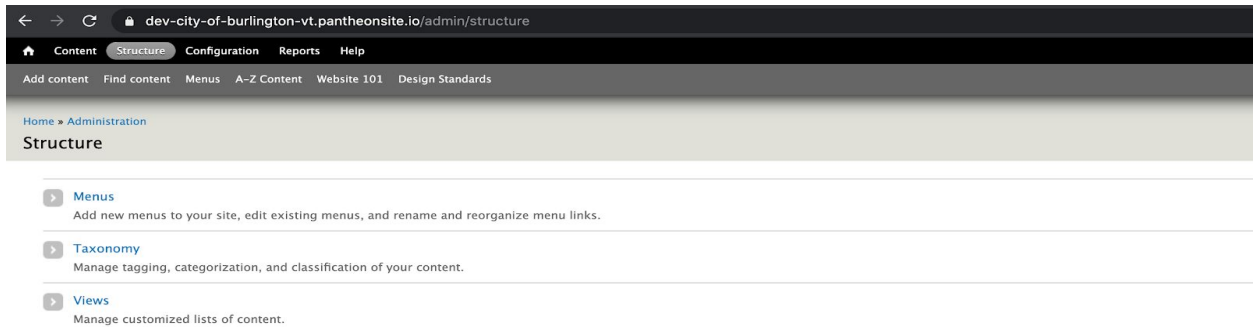 dev-city-of-burlington-vt.pantheonsite.io/admin/structure
Content Structure Configuration Reports Help
Add content Find content Menus A–Z Content Website 101 Design Standards
Home » Administration
Structure
Menus
Add new menus to your site, edit existing menus, and rename and reorganize menu links.
Taxonomy
Manage tagging, categorization, and classification of your content.
Views
Manage customized lists of content.